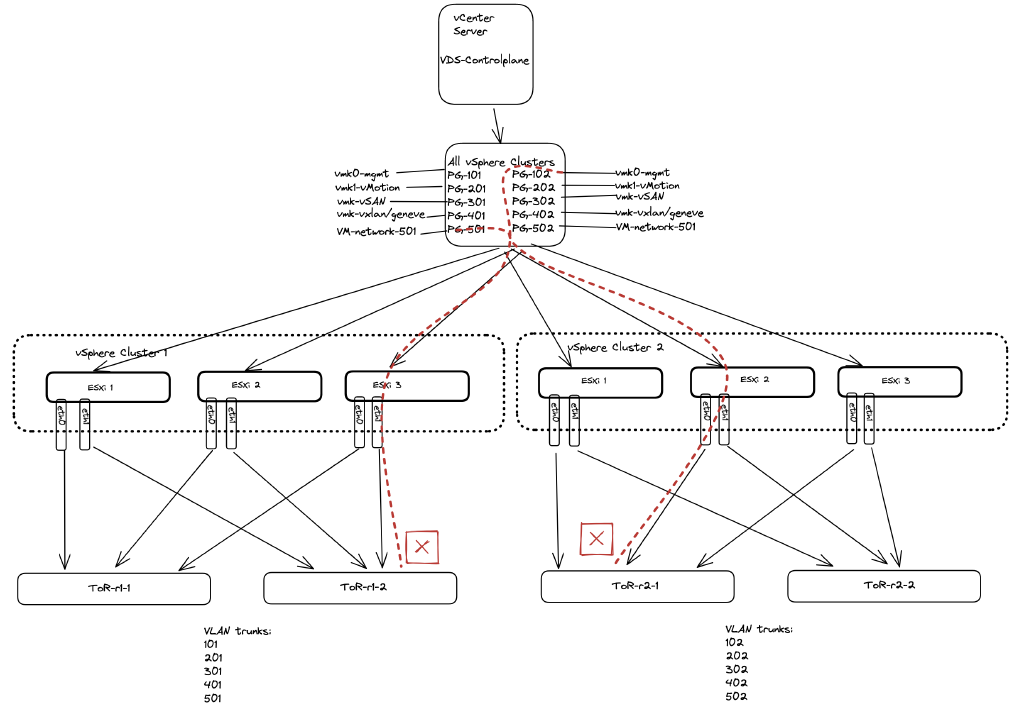 vCenter
Server
VDS-Controlplane
All vSphere Clusters
vmk0-mgmt
PG-101
PG-102
vmk0-mgmt
vmk1-vMotion
PG-201
PG-202
vmk1-vMotion
vmk-vSAN
PG-301
PG-302
vmk-vSAN
vmk-vxlan/geneve
PG-401
PG-402
vmk-vxlan/geneve
VM-network-501
PG-501
PG-502
VM-network-501
vSphere Cluster 1
ESXi 1
ESXi 2
ESXi 3
eth0
eth1
eth0
eth1
eth0
eth1
vSphere Cluster 2
ESXi 1
ESXi 2
ESXi 3
eth0
eth1
eth0
eth1
eth0
eth1
ToR-r1-1
ToR-r1-2
ToR-r2-1
ToR-r2-2
VLAN trunks:
101
201
301
401
501
VLAN trunks:
102
202
302
402
502